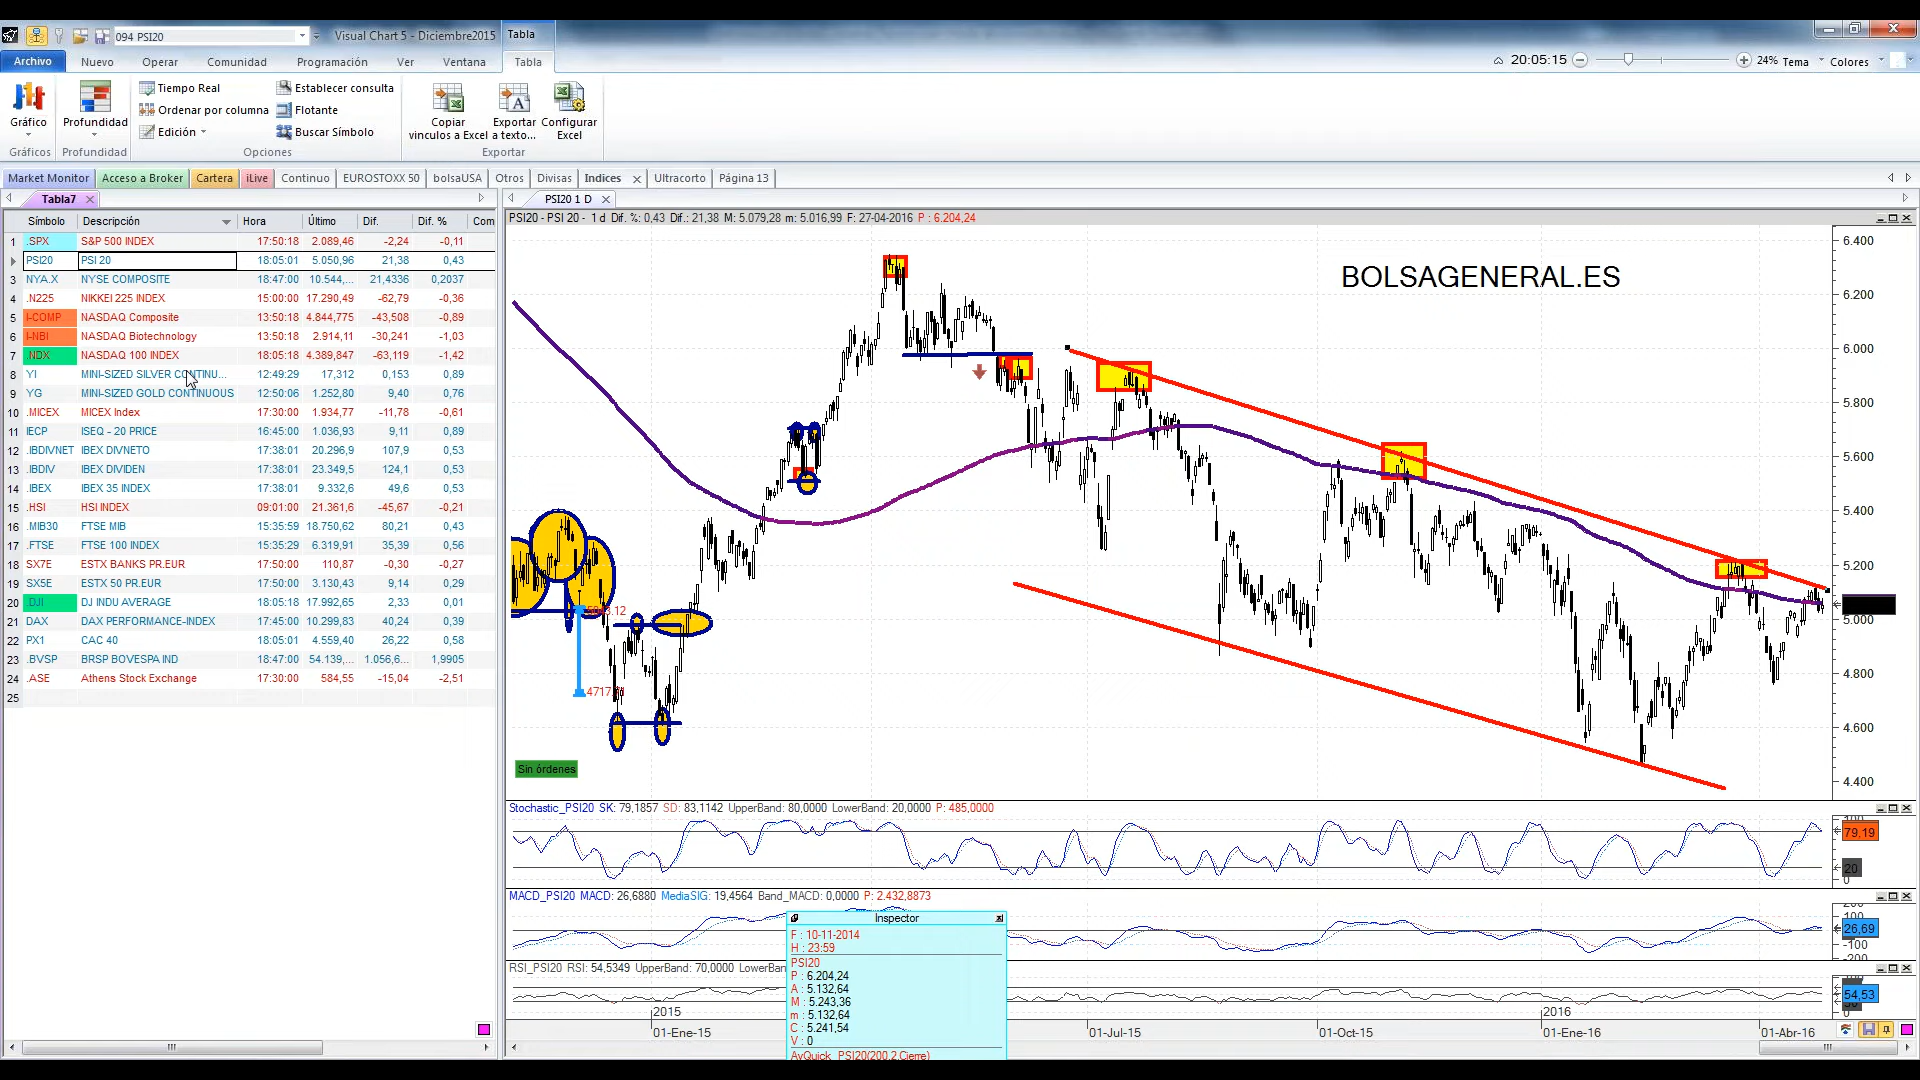 094 PSI20
Visual Chart 5 - Diciembre2015
Tabla
Archivo Nuevo Operar Comunidad Programación Ver Ventana Tabla
20:05:15
24% Tema Colores
Gráfico
Profundidad
Tiempo Real
Ordenar por columna
Edición
Establecer consulta
Flotante
Buscar Símbolo
Copiar vinculos a Excel
Exportar a texto...
Configurar Excel
Gráficos Profundidad Opciones Exportar
Market Monitor Acceso a Broker Cartera iLive Continuo EUROSTOXX 50 bolsaUSA Otros Divisas Indices Ultracorto Página 13
Tabla7
PSI20 1 D
Símbolo Descripción Hora Último Dif. Dif. % Com
1 .SPX S&P 500 INDEX 17:50:18 2.089,46 -2,24 -0,11
PSI20 PSI 20 18:05:01 5.050,96 21,38 0,43
3 NYA.X NYSE COMPOSITE 18:47:00 10.544,... 21,4336 0,2037
4 .N225 NIKKEI 225 INDEX 15:00:00 17.290,49 -62,79 -0,36
5 I-COMP NASDAQ Composite 13:50:18 4.844,775 -43,508 -0,89
6 I-NBI NASDAQ Biotechnology 13:50:18 2.914,11 -30,241 -1,03
7 .NDX NASDAQ 100 INDEX 18:05:18 4.389,847 -63,119 -1,42
8 YI MINI-SIZED SILVER CONTINU... 12:49:29 17,312 0,153 0,89
9 YG MINI-SIZED GOLD CONTINUOUS 12:50:06 1.252,80 9,40 0,76
10 .MICEX MICEX Index 17:30:00 1.934,77 -11,78 -0,61
11 IECP ISEQ - 20 PRICE 16:45:00 1.036,93 9,11 0,89
12 .IBDIVNET IBEX DIVNETO 17:38:01 20.296,9 107,9 0,53
13 .IBDIV IBEX DIVIDEN 17:38:01 23.349,5 124,1 0,53
14 .IBEX IBEX 35 INDEX 17:38:01 9.332,6 49,6 0,53
15 .HSI HSI INDEX 09:01:00 21.361,6 -45,67 -0,21
16 .MIB30 FTSE MIB 15:35:59 18.750,62 80,21 0,43
17 .FTSE FTSE 100 INDEX 15:35:29 6.319,91 35,39 0,56
18 SX7E ESTX BANKS PR.EUR 17:50:00 110,87 -0,30 -0,27
19 SX5E ESTX 50 PR.EUR 17:50:00 3.130,43 9,14 0,29
20 .DJI DJ INDU AVERAGE 18:05:18 17.992,65 2,33 0,01
21 DAX DAX PERFORMANCE-INDEX 17:45:00 10.299,83 40,24 0,39
22 PX1 CAC 40 18:05:01 4.559,40 26,22 0,58
23 .BVSP BRSP BOVESPA IND 18:47:00 54.139,... 1.056,6... 1,9905
24 .ASE Athens Stock Exchange 17:30:00 584,55 -15,04 -2,51
25
PSI20 - PSI 20 - 1 d Dif. %: 0,43 Dif.: 21,38 M: 5.079,28 m: 5.016,99 F: 27-04-2016 P : 6.204,24
BOLSAGENERAL.ES
6.400
6.200
6.000
5.800
5.600
5.400
5.200
5.000
4.800
4.600
4.400
Sin órdenes
Stochastic_PSI20 SK: 79,1857 SD: 83,1142 UpperBand: 80,0000 LowerBand: 20,0000 P: 485,0000
79,19
20
0
MACD_PSI20 MACD: 26,6880 MediaSIG: 19,4564 Band_MACD: 0,0000 P: 2.432,8873
26,69
-100
RSI_PSI20 RSI: 54,5349 UpperBand: 70,0000 LowerBan
54,53
0
Inspector
F : 10-11-2014
H : 23:59
PSI20
P : 6.204,24
A : 5.132,64
M : 5.243,36
m : 5.132,64
C : 5.241,54
V : 0
AvQuick_PSI20(200,2,Cierre)
2015 2016
01-Ene-15 01-Jul-15 01-Oct-15 01-Ene-16 01-Abr-16